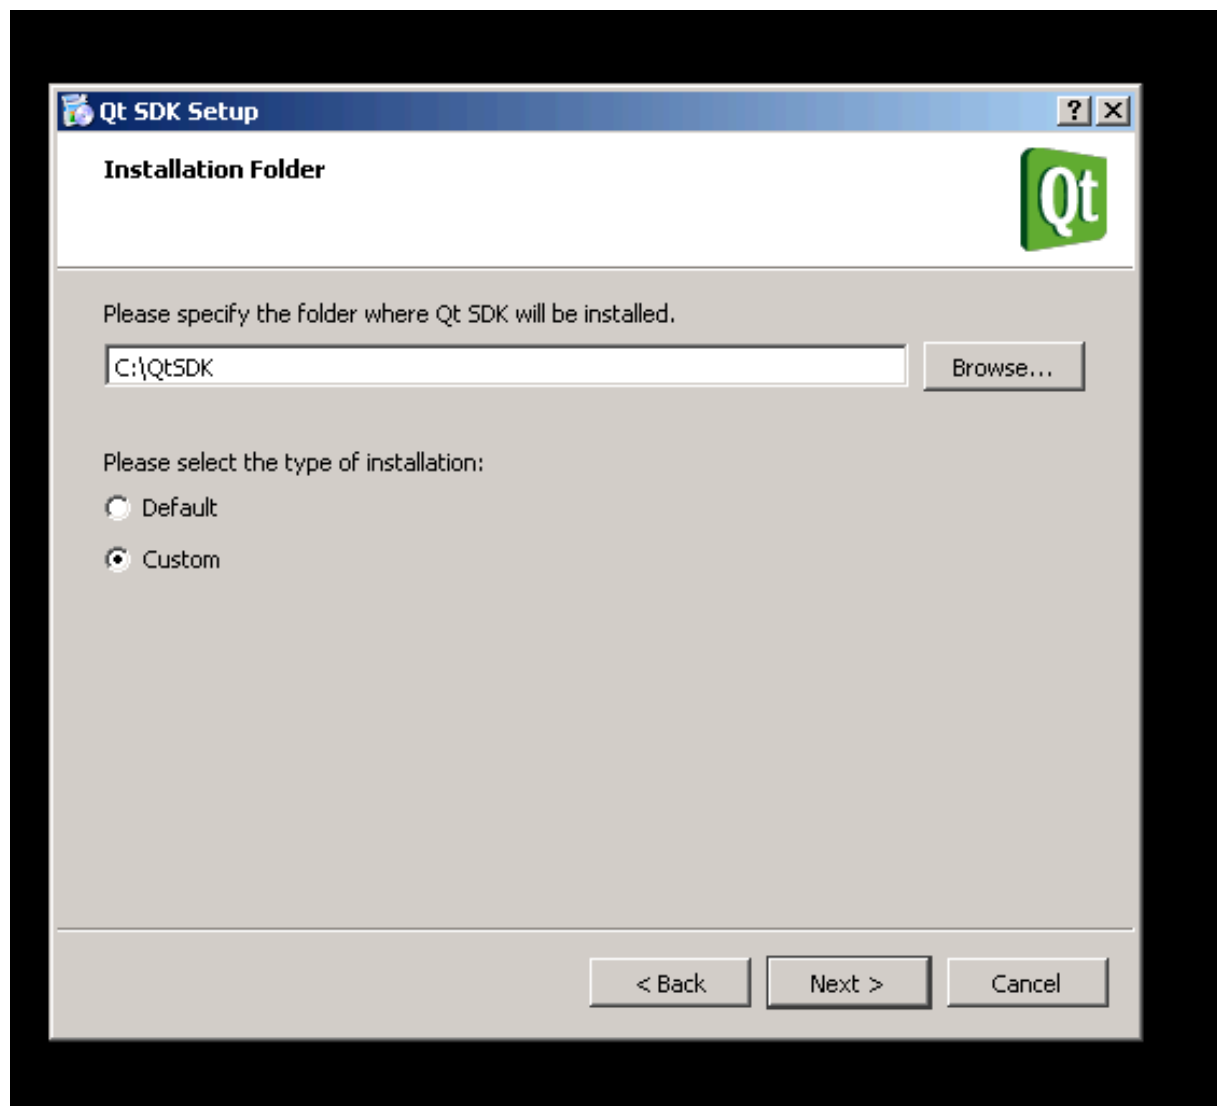 Qt SDK Setup
Installation Folder
Qt
Please specify the folder where Qt SDK will be installed.
C:\QtSDK
Browse...
Please select the type of installation:
Default
Custom
< Back
Next >
Cancel